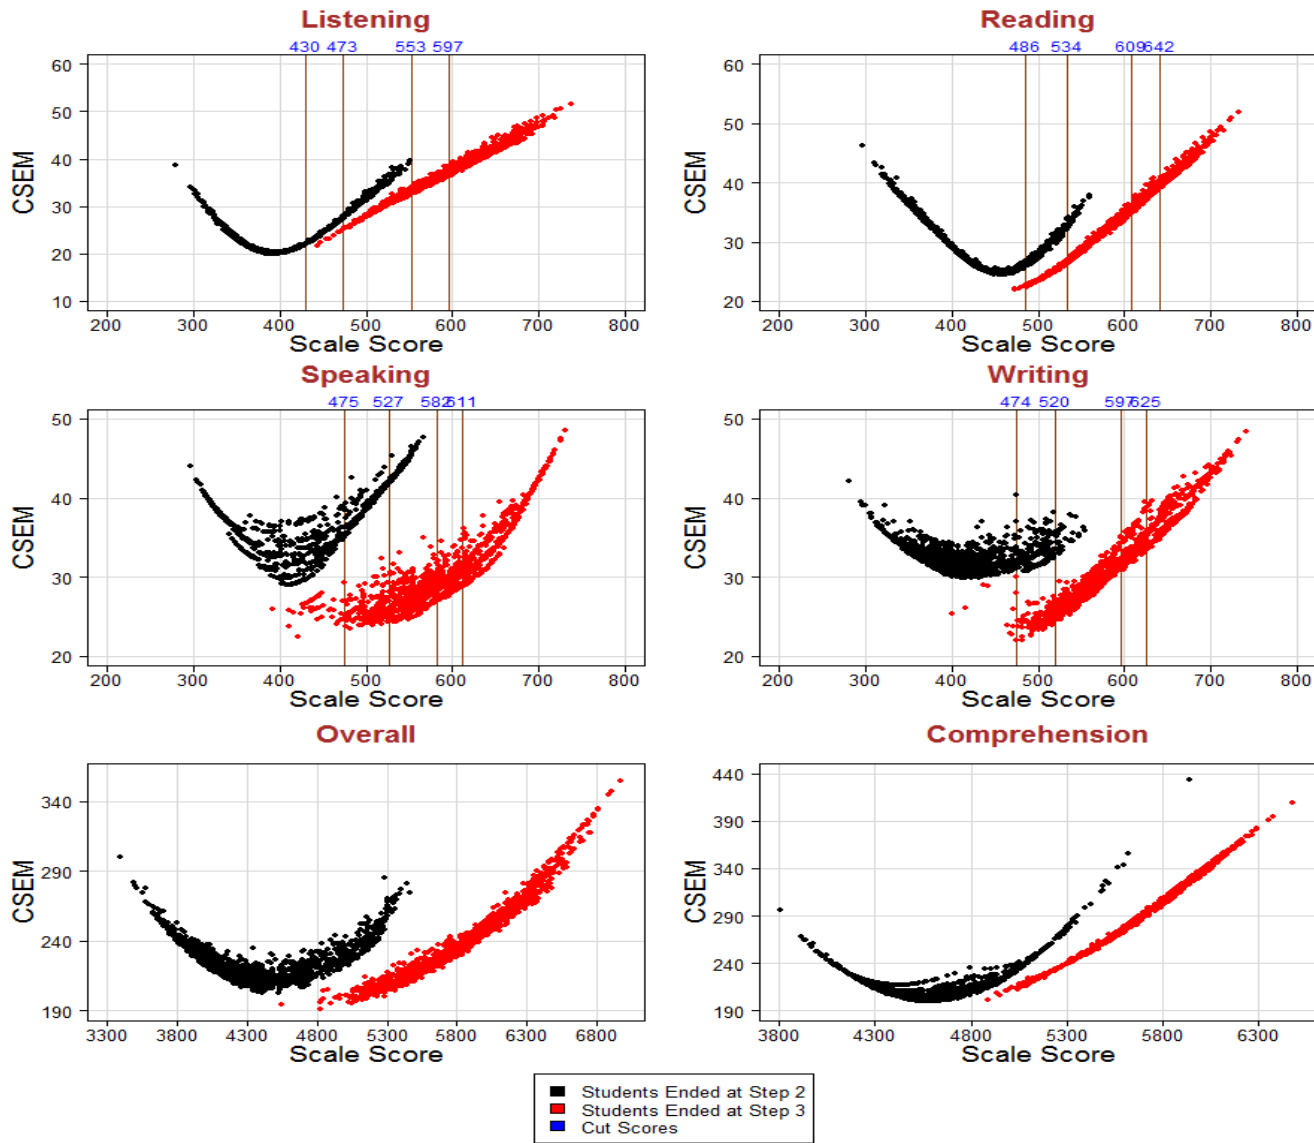 Listening
430 473 553 597
60
50
40
30
20
10
CSEM
200 300 400 500 600 700 800
Scale Score
Reading
486 534 609 642
60
50
40
30
20
CSEM
200 300 400 500 600 700 800
Scale Score
Speaking
475 527 582 611
50
40
30
20
CSEM
200 300 400 500 600 700 800
Scale Score
Writing
474 520 597 625
50
40
30
20
CSEM
200 300 400 500 600 700 800
Scale Score
Overall
340
290
240
190
CSEM
3300 3800 4300 4800 5300 5800 6300 6800
Scale Score
Comprehension
440
390
340
290
240
190
CSEM
3800 4300 4800 5300 5800 6300
Scale Score
Students Ended at Step 2
Students Ended at Step 3
Cut Scores